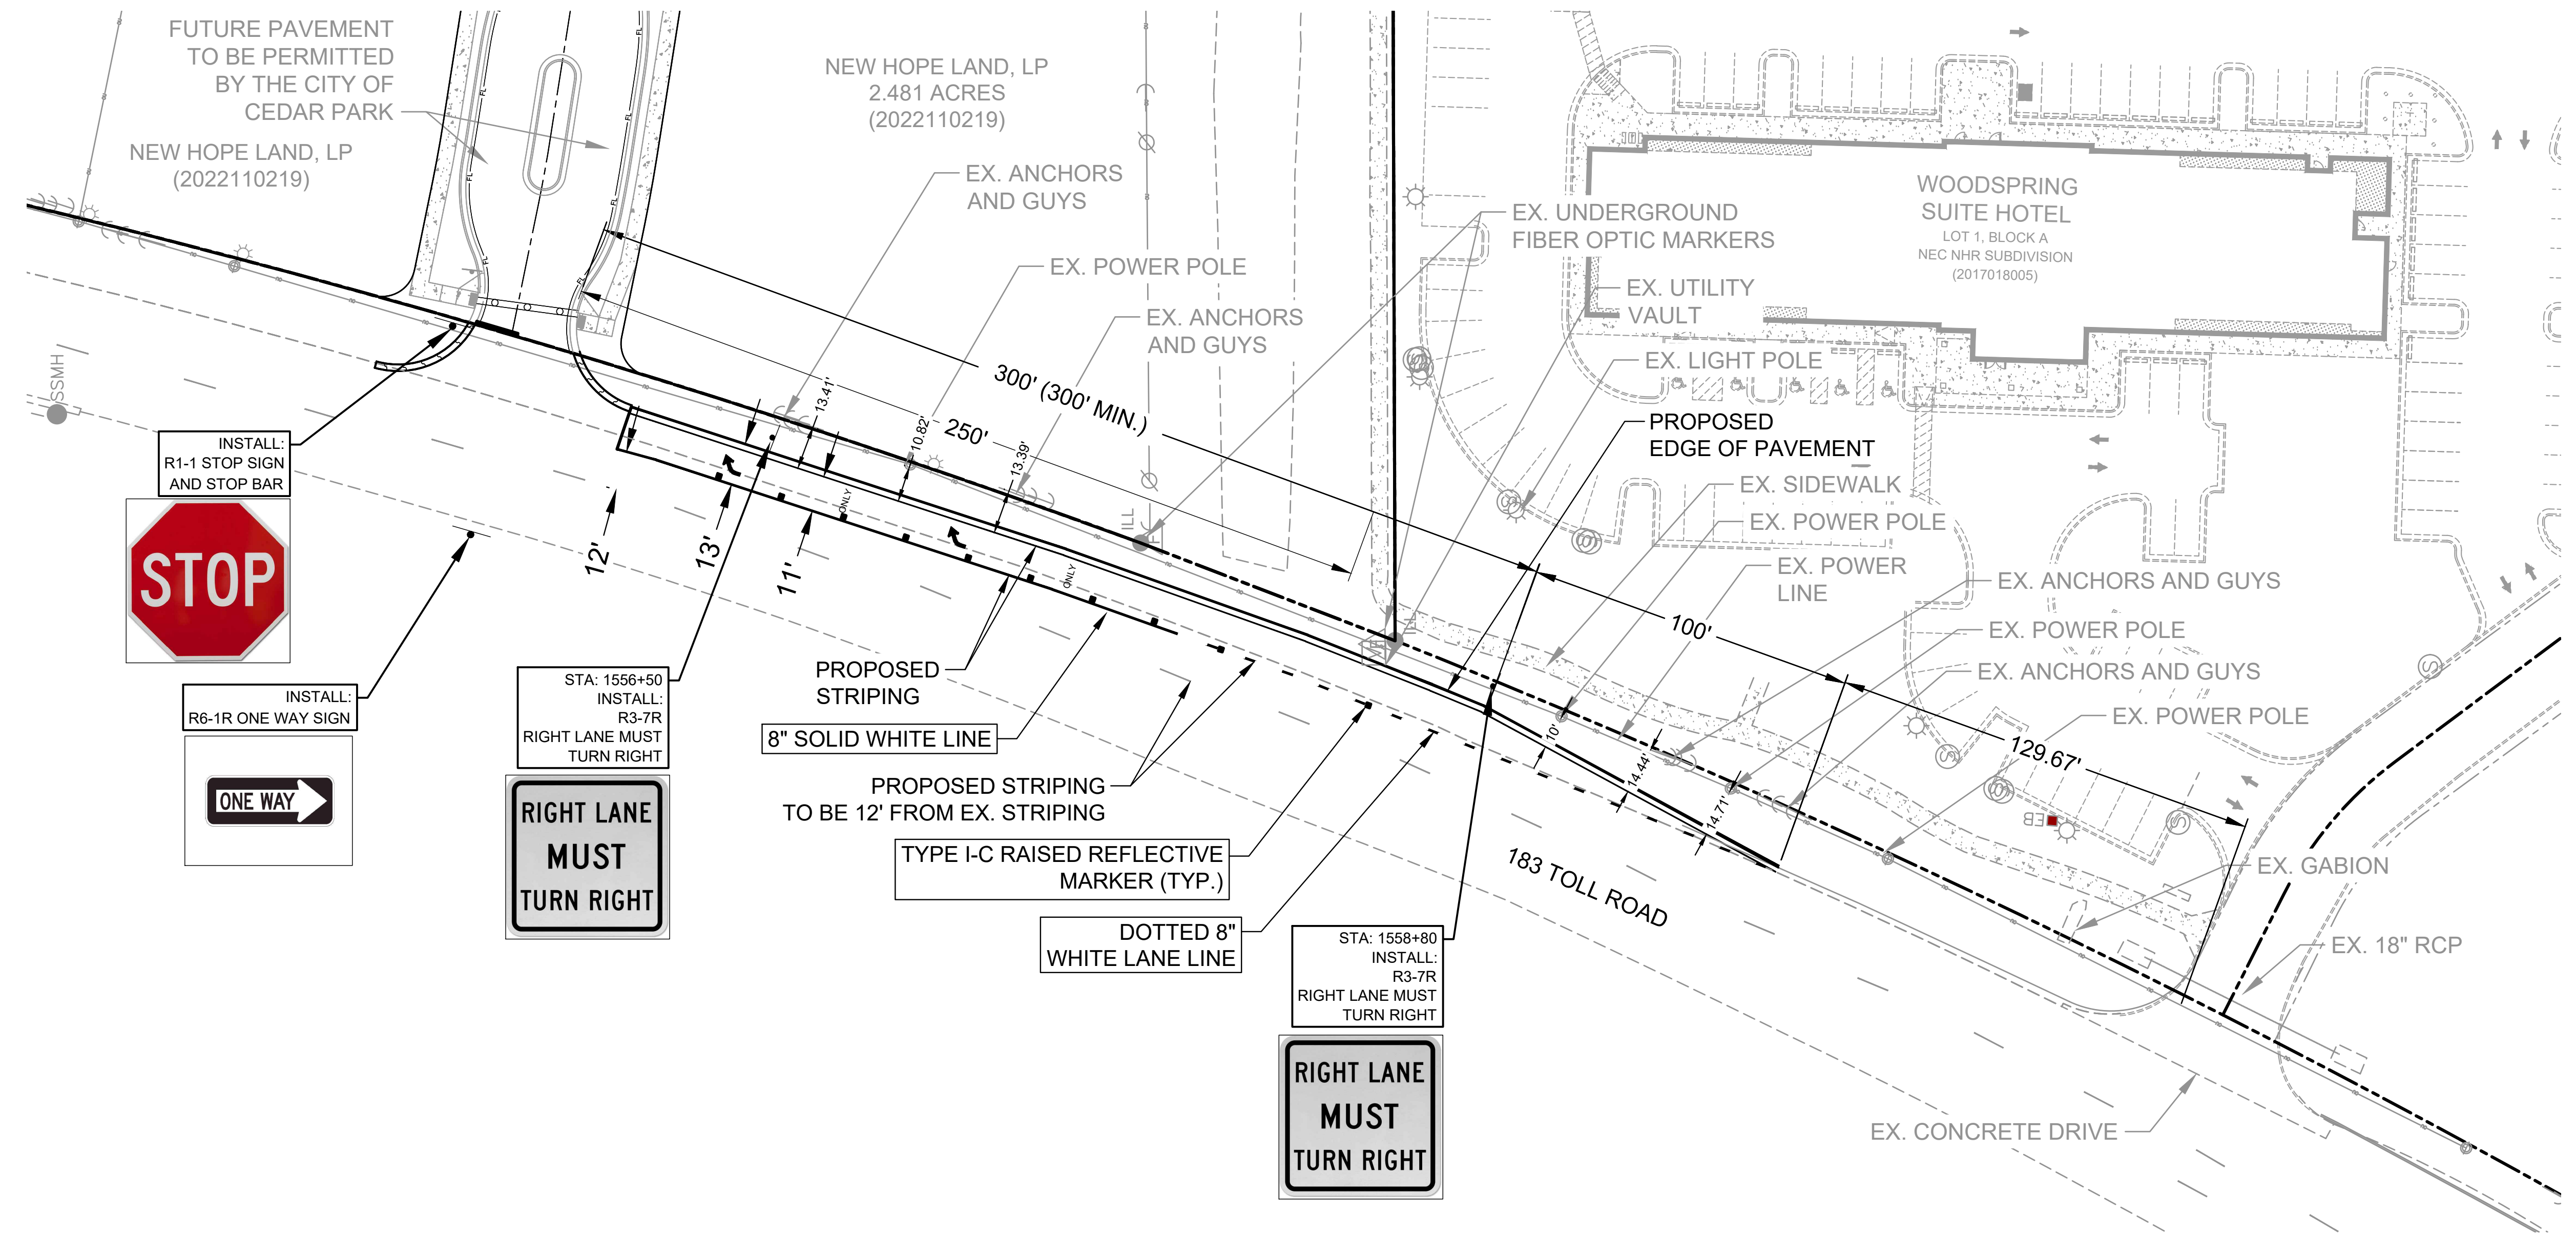 FUTURE PAVEMENT
TO BE PERMITTED
BY THE CITY OF
CEDAR PARK
NEW HOPE LAND, LP
(2022110219)
NEW HOPE LAND, LP
2.481 ACRES
(2022110219)
EX. ANCHORS
AND GUYS
EX. POWER POLE
EX. ANCHORS
AND GUYS
EX. UNDERGROUND
FIBER OPTIC MARKERS
EX. UTILITY
VAULT
EX. LIGHT POLE
WOODSPRING
SUITE HOTEL
LOT 1, BLOCK A
NEC NHR SUBDIVISION
(2017018005)
PROPOSED
EDGE OF PAVEMENT
EX. SIDEWALK
EX. POWER POLE
EX. POWER
LINE
EX. ANCHORS AND GUYS
EX. POWER POLE
EX. ANCHORS AND GUYS
EX. POWER POLE
EX. GABION
EX. 18" RCP
EX. CONCRETE DRIVE
183 TOLL ROAD
300' (300' MIN.)
250'
100'
129.67'
13.41'
10.82'
13.39'
10'
14.44'
14.71'
12'
13'
11'
ONLY
ONLY
SSMH
FL
FL
FL
FL
FL
FL
FL
ILL
EB
INSTALL:
R1-1 STOP SIGN
AND STOP BAR
STOP
INSTALL:
R6-1R ONE WAY SIGN
ONE WAY
STA: 1556+50
INSTALL:
R3-7R
RIGHT LANE MUST
TURN RIGHT
RIGHT LANE
MUST
TURN RIGHT
PROPOSED
STRIPING
8" SOLID WHITE LINE
PROPOSED STRIPING
TO BE 12' FROM EX. STRIPING
TYPE I-C RAISED REFLECTIVE
MARKER (TYP.)
DOTTED 8"
WHITE LANE LINE
STA: 1558+80
INSTALL:
R3-7R
RIGHT LANE MUST
TURN RIGHT
RIGHT LANE
MUST
TURN RIGHT